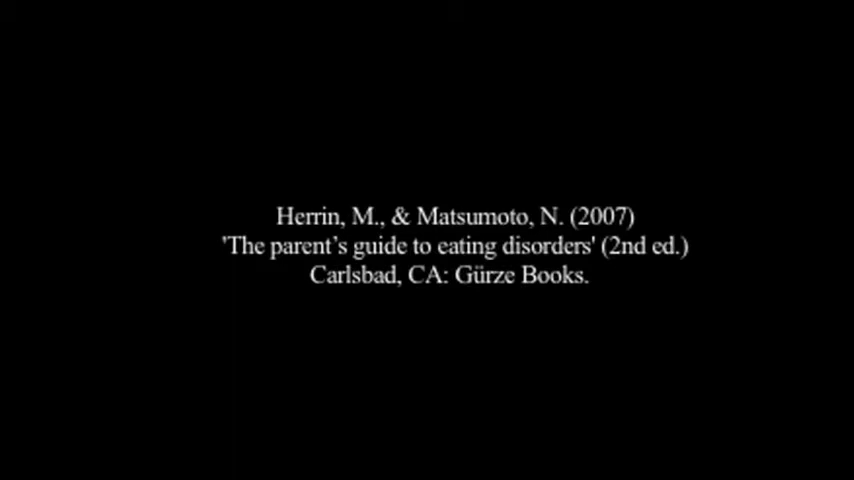 Herrin, M., & Matsumoto, N. (2007)
'The parent’s guide to eating disorders' (2nd ed.)
Carlsbad, CA: Gürze Books.